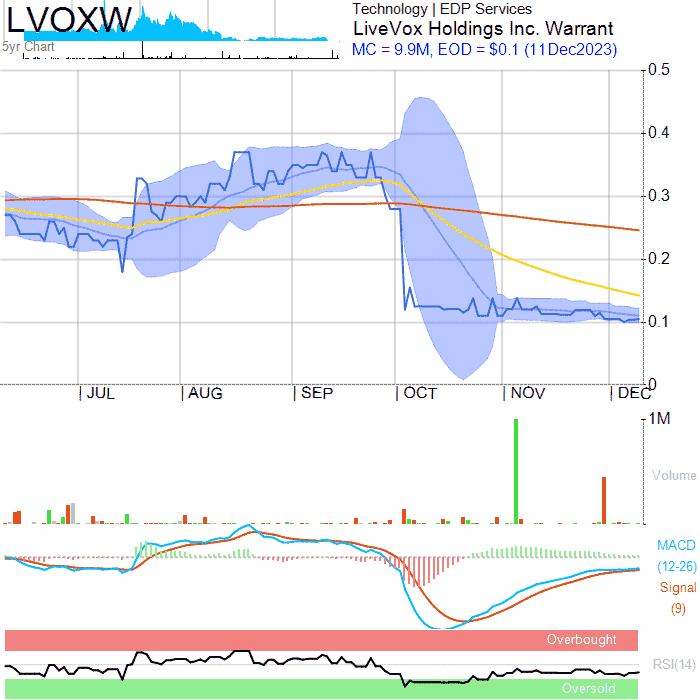 LVOXW
5yr Chart
Technology | EDP Services
LiveVox Holdings Inc. Warrant
MC = 9.9M, EOD = $0.1 (11Dec2023)
0.5
0.4
0.3
0.2
0.1
0
JUL
AUG
SEP
OCT
NOV
DEC
1M
Volume
MACD
(12-26)
Signal
(9)
Overbought
RSI(14)
Oversold